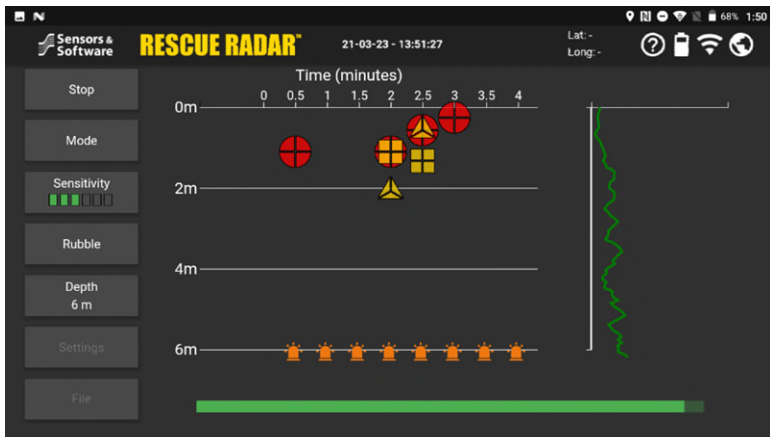 68% 1:50
Sensors &
Software
RESCUE RADAR™
21-03-23 - 13:51:27
Lat: -
Long: -
Stop
Mode
Sensitivity
Rubble
Depth
6 m
Settings
File
Time (minutes)
0 0.5 1 1.5 2 2.5 3 3.5 4
0m
2m
4m
6m